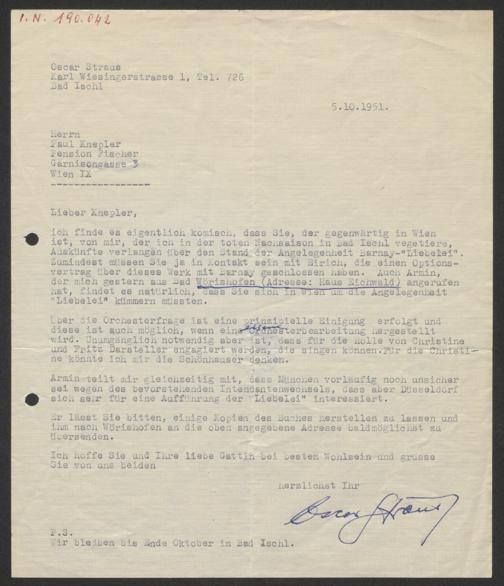 I.N. 190.042
Oscar Straus
Karl Wiesingerstrasse 1, Tel. 726
Bad Ischl
5.10.1951.
Herrn
Paul Knepler
Pension Fischer
Garnisongasse 3
Wien IX
Lieber Knepler,
ich finde es eigentlich komisch, dass Sie, der gegenwärtig in Wien
ist, von mir, der ich in der toten Nachsaison in Bad Ischl vegetiere,
Auskünfte verlangen über den Stand der Angelegenheit Barnay-"Liebelei".
Zumindest müssen Sie ja in Kontakt sein mit Sirich, die einen Options-
vertrag über dieses Werk mit Barnay geschlossen haben. Auch Armin,
der mich gestern aus Bad Wörishofen (Adresse: Haus Eichwald) angerufen
hat, findet es natürlich, dass Sie sich in Wien um die Angelegenheit
"Liebelei" kümmern müssten.
Über die Orchesterfrage ist eine prinzipielle Einigung erfolgt und
diese ist auch möglich, wenn eine Orchesterbearbeitung hergestellt
wird. Unumgänglich notwendig aber ist, dass für die Rolle von Christine
und Fritz Darsteller engagiert werden, die singen können.Für die Christi-
ne könnte ich mir die Schönhauser denken.
Armin teilt mir gleichzeitig mit, dass München vorläufig noch unsicher
sei wegen des bevorstehenden Intendantenwechsels, dass aber Düsseldorf
sich sehr für eine Aufführung der "Liebelei" interessiert.
Er lässt Sie bitten, einige Kopien des Buches herstellen zu lassen und
ihm nach Wörishofen an die oben angegebene Adresse baldmöglichst zu
übersenden.
Ich hoffe Sie und Ihre liebe Gattin bei bestem Wohlsein und grüsse
Sie von uns beiden
herzlichst Ihr
Oscar Straus
P.S.
Wir bleiben bis Ende Oktober in Bad Ischl.